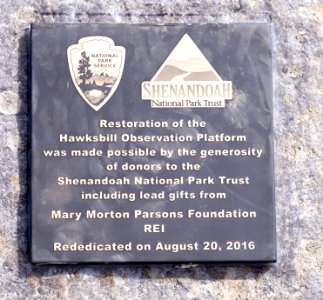 NATIONAL
PARK
SERVICE
SHENANDOAH
National Park Trust
Restoration of the
Hawksbill Observation Platform
was made possible by the generosity
of donors to the
Shenandoah National Park Trust
including lead gifts from
Mary Morton Parsons Foundation
REI
Rededicated on August 20, 2016